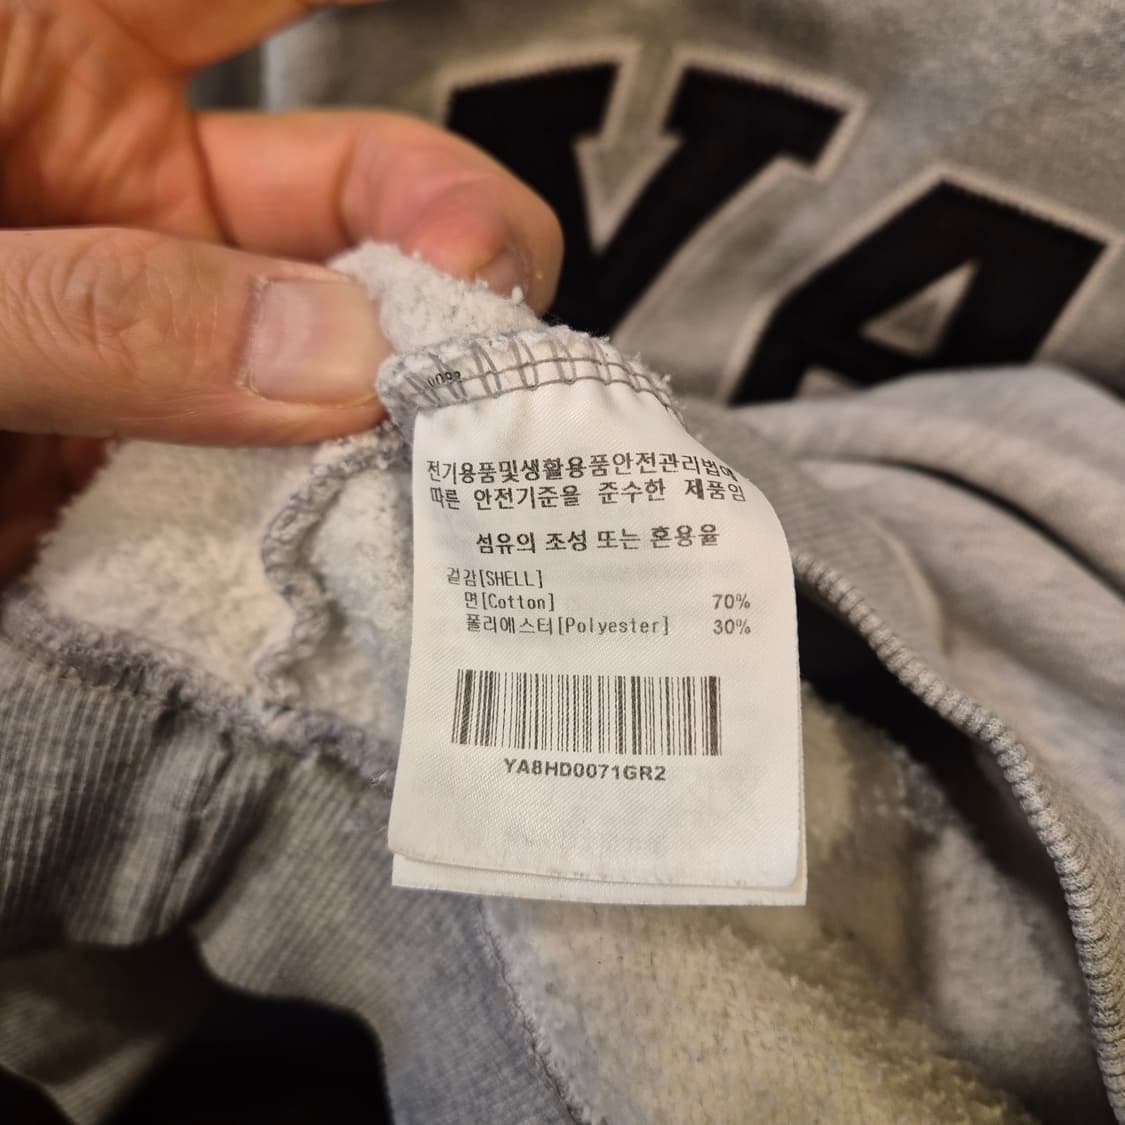 VA
전기용품및생활용품안전관리법에
따른 안전기준을 준수한 제품임
섬유의 조성 또는 혼용율
겉감[SHELL]
면[Cotton] 70%
폴리에스터[Polyester] 30%
YA8HD0071GR2